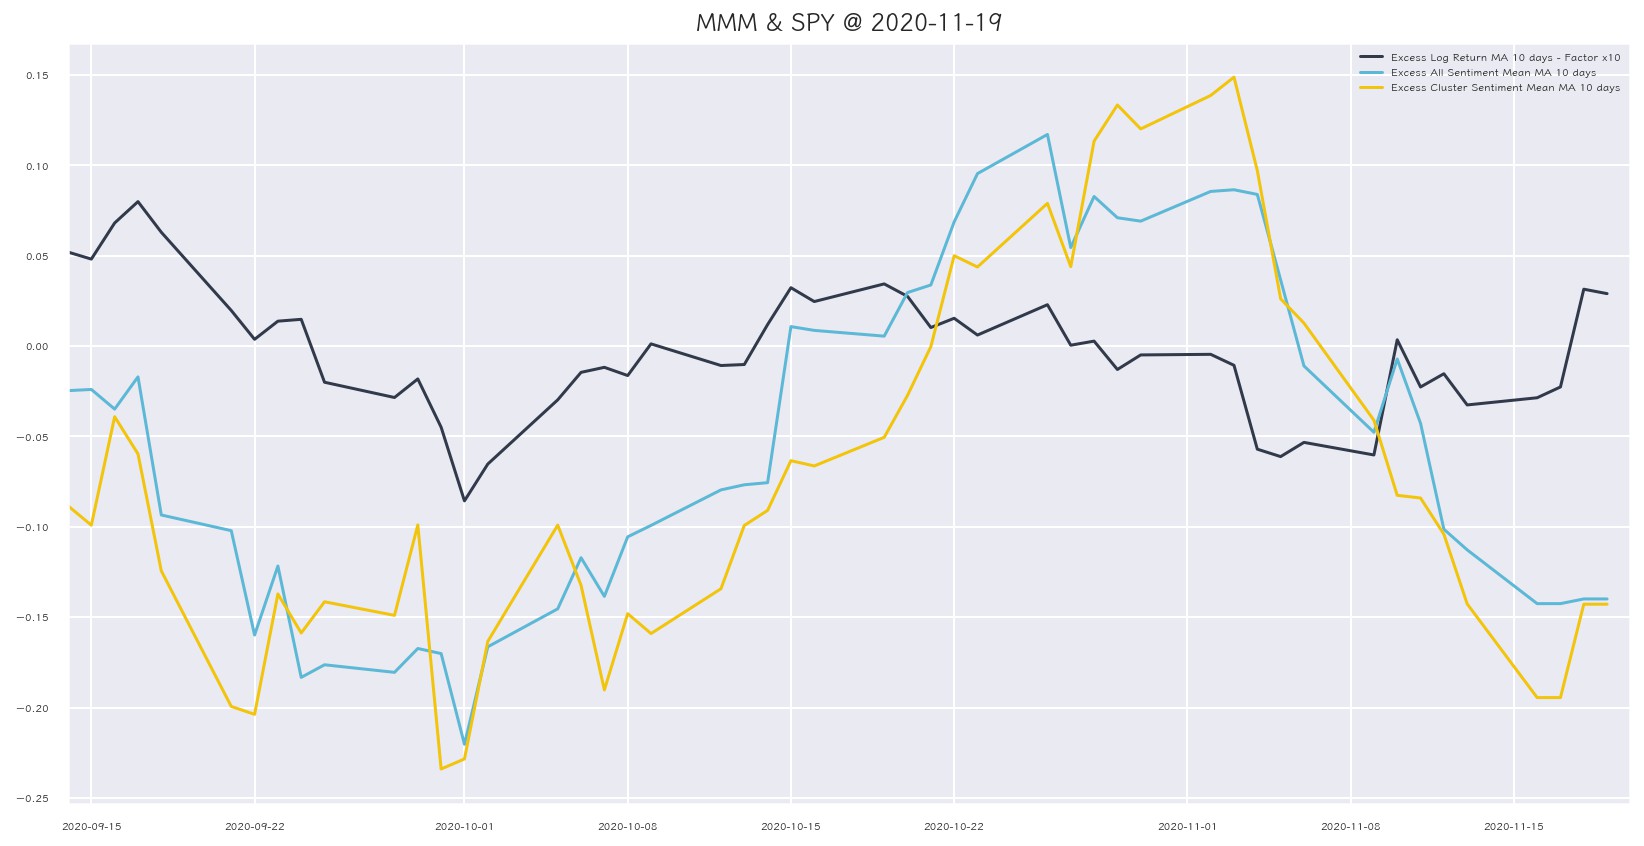 MMM & SPY @ 2020-11-19
Excess Log Return MA 10 days - Factor x10
Excess All Sentiment Mean MA 10 days
Excess Cluster Sentiment Mean MA 10 days
0.15
0.10
0.05
0.00
−0.05
−0.10
−0.15
−0.20
−0.25
2020-09-15 2020-09-22 2020-10-01 2020-10-08 2020-10-15 2020-10-22 2020-11-01 2020-11-08 2020-11-15